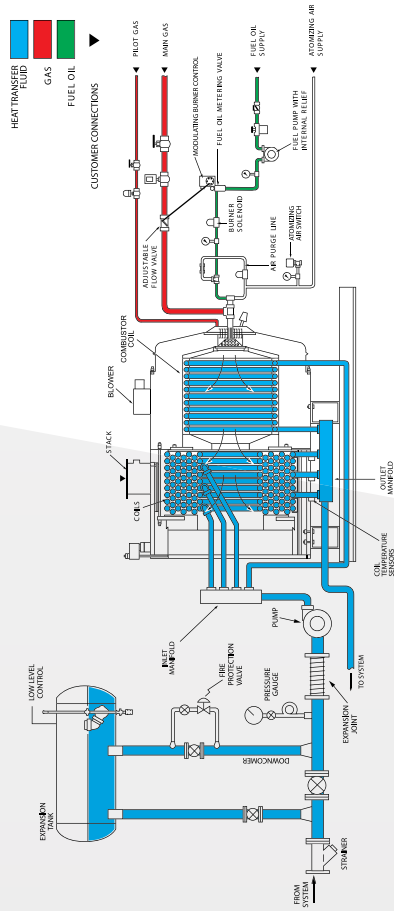 HEAT TRANSFER
FLUID
GAS
FUEL OIL
CUSTOMER CONNECTIONS
PILOT GAS
MAIN GAS
FUEL OIL
SUPPLY
ATOMIZING AIR
SUPPLY
MODULATING BURNER CONTROL
FUEL OIL METERING VALVE
FUEL PUMP WITH
INTERNAL RELIEF
ADJUSTABLE
FLOW VALVE
BURNER
SOLENOID
AIR PURGE LINE
ATOMIZING
AIR SWITCH
COMBUSTOR
COIL
BLOWER
STACK
COILS
OUTLET
MANIFOLD
COIL
TEMPERATURE
SENSORS
INLET
MANIFOLD
PUMP
TO SYSTEM
FIRE
PROTECTION
VALVE
PRESSURE
GAUGE
EXPANSION
JOINT
LOW LEVEL
CONTROL
DOWNCOMER
EXPANSION
TANK
STRAINER
FROM
SYSTEM